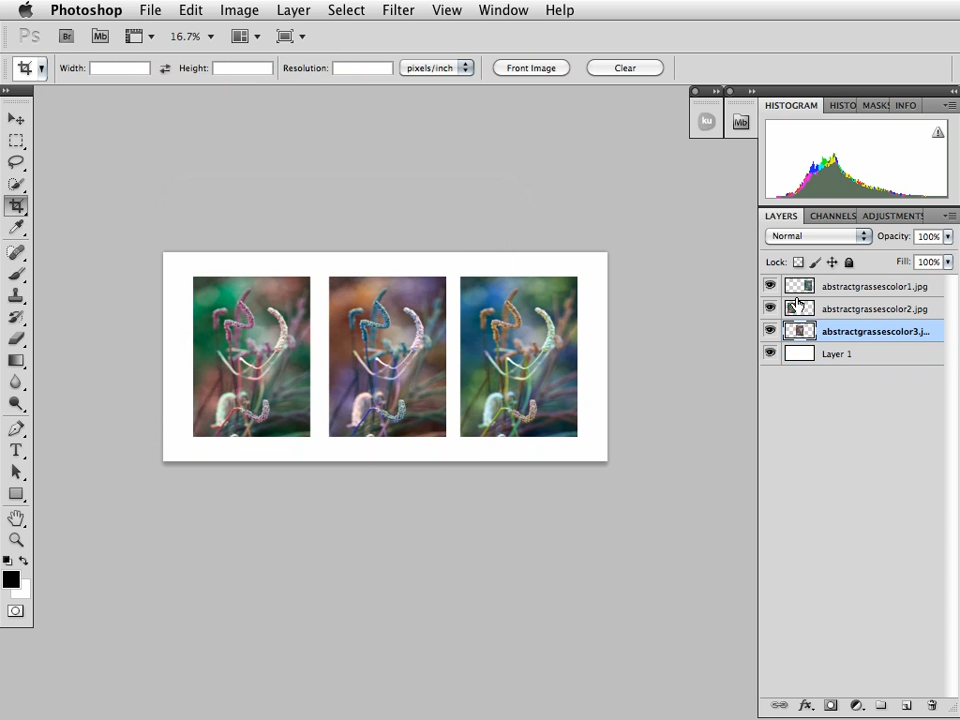 Photoshop File Edit Image Layer Select Filter View Window Help
Ps Br Mb 16.7%
Width: Height: Resolution: pixels/inch Front Image Clear
ku Mb
HISTOGRAM HISTO MASKS INFO
LAYERS CHANNELS ADJUSTMENTS
Normal Opacity: 100%
Lock: Fill: 100%
abstractgrassescolor1.jpg
abstractgrassescolor2.jpg
abstractgrassescolor3.j...
Layer 1
T
fx